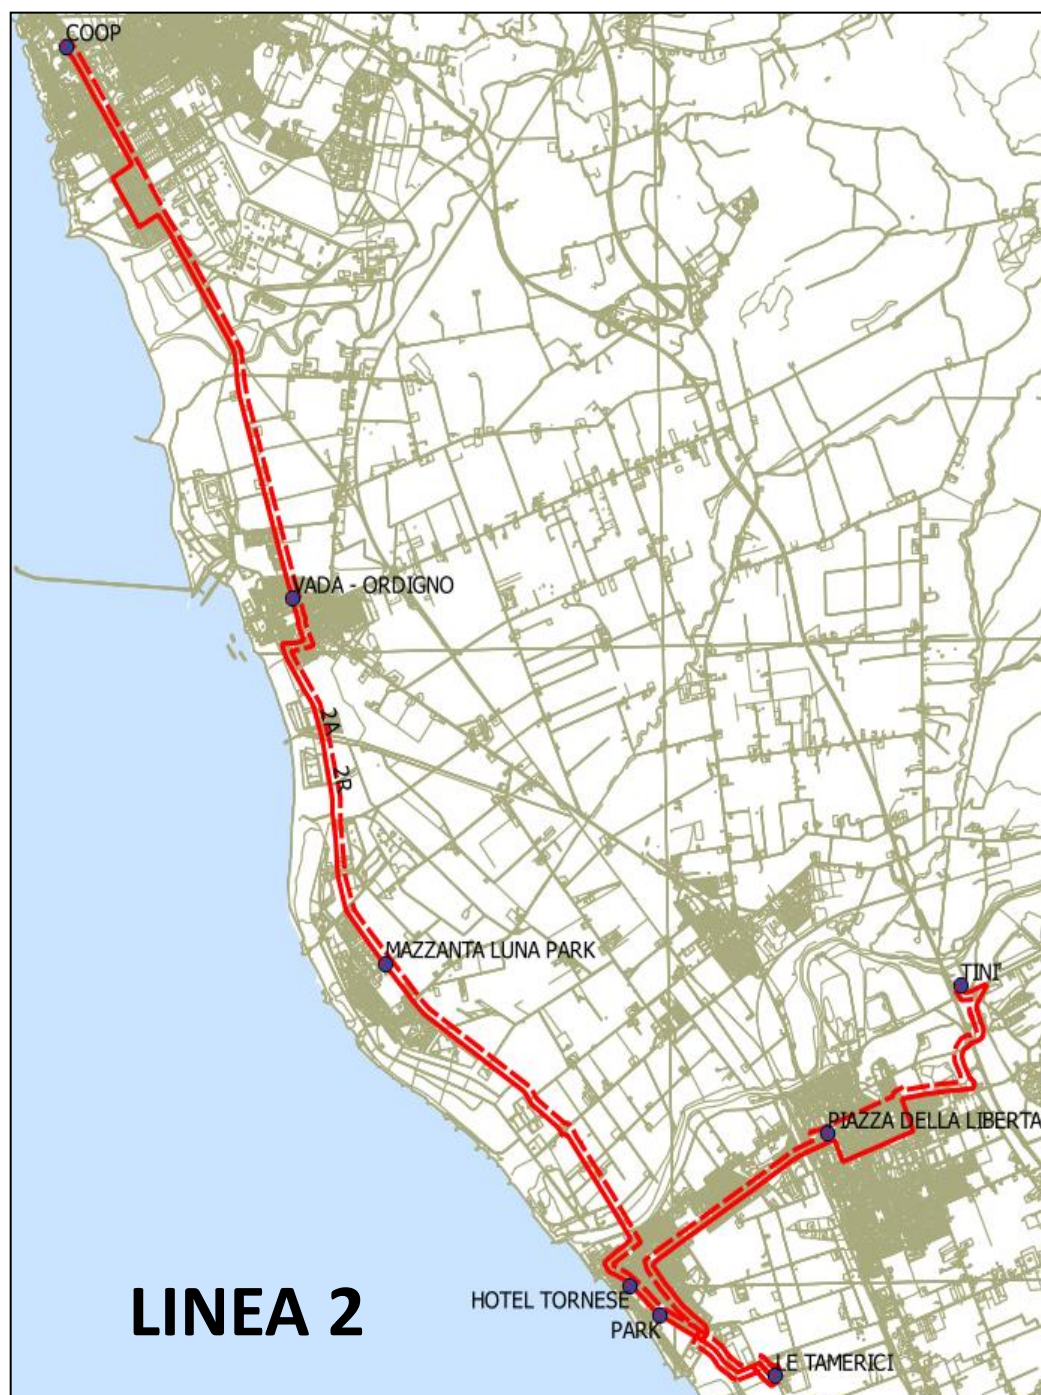 COOP
VADA - ORDIGNO
2A
2R
MAZZANTA LUNA PARK
TINI'
PIAZZA DELLA LIBERTA
HOTEL TORNESE
PARK
LE TAMERICI
LINEA 2